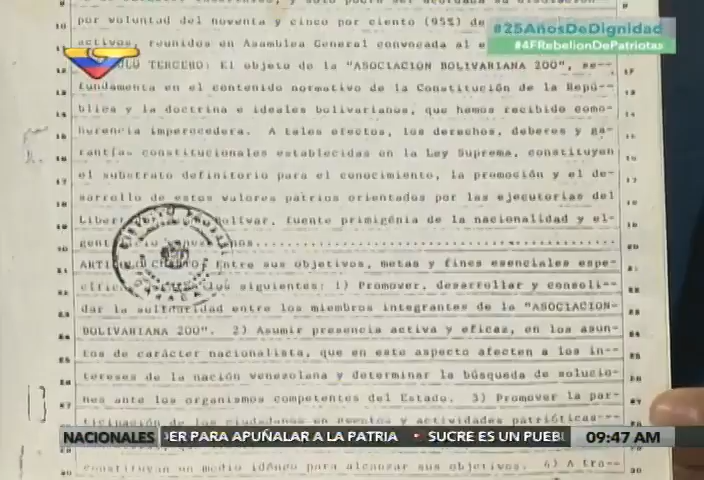 #25AñosDeDignidad
#4FRebelionDePatriotas
por voluntad del noventa y cinco por ciento (95%) de
activos, reunidos en Asamblea General convocada al e
TERCERO: El objeto de la "ASOCIACION BOLIVARIANA 200", se--
fundamenta en el contenido normativo de la Constitución de la Repú-
blica y la doctrina e ideales bolivarianos, que hemos recibido como-
herencia imperecedera. A tales efectos, los derechos, deberes y ga-
rantías constitucionales establecidas en la Ley Suprema, constituyen
el substrato definitorio para el conocimiento, la promoción y el de-
sarrollo de estos valores patrios orientados por las ejecutorias del
Liber Bolívar, fuente primigénia de la nacionalidad y el-
gent
ARTICULO CUARTO: Entre sus objetivos, metas y fines esenciales espe-
cífic los siguientes: 1) Promover, desarrollar y consoli-
dar la solidaridad entre los miembros integrantes de la "ASOCIACION-
BOLIVARIANA 200". 2) Asumir presencia activa y eficaz, en los asun-
tos de carácter nacionalista, que en este aspecto afecten a los in--
tereses de la nación venezolana y determinar la búsqueda de solucio-
nes ante los organismos competentes del Estado. 3) Promover la par-
ticipación de los ciudadanos en eventos y actividades patrióticas---
NACIONALES DER PARA APUÑALAR A LA PATRIA • SUCRE ES UN PUEBL 09:47 AM
constituyan un medio idóneo para alcanzar sus objetivos. 4) A tra--